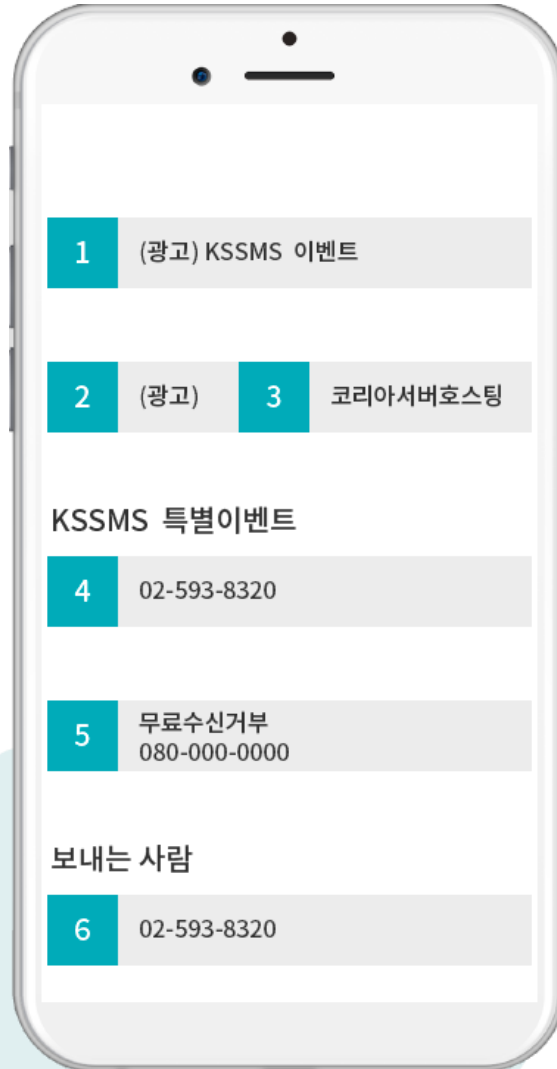 1 (광고) KSSMS 이벤트
2 (광고) 3 코리아서버호스팅
KSSMS 특별이벤트
4 02-593-8320
5 무료수신거부
080-000-0000
보내는 사람
6 02-593-8320